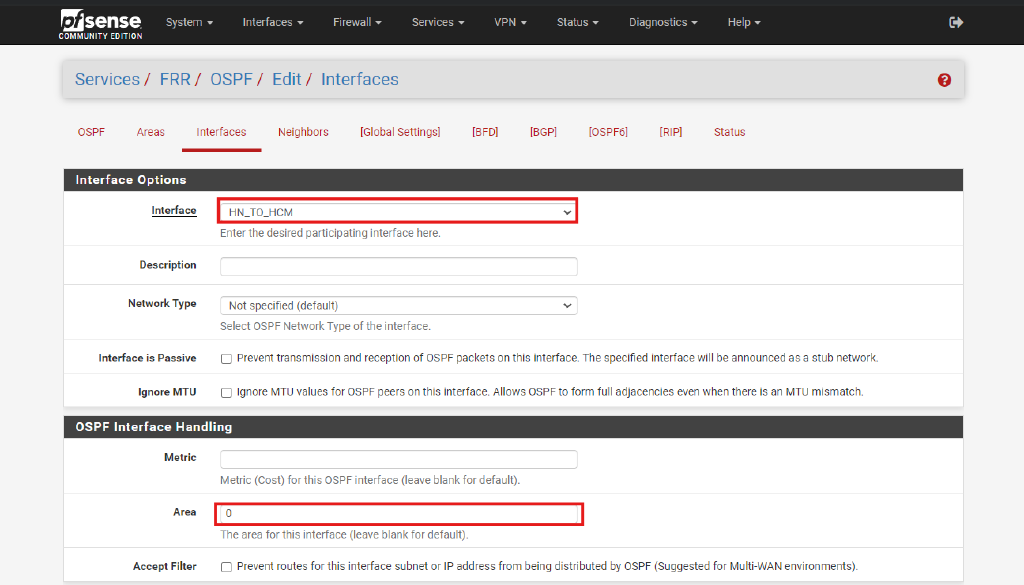 pfsense
COMMUNITY EDITION
System Interfaces Firewall Services VPN Status Diagnostics Help
Services / FRR / OSPF / Edit / Interfaces
OSPF Areas Interfaces Neighbors [Global Settings] [BFD] [BGP] [OSPF6] [RIP] Status
Interface Options
Interface HN_TO_HCM
Enter the desired participating interface here.
Description
Network Type Not specified (default)
Select OSPF Network Type of the interface.
Interface is Passive Prevent transmission and reception of OSPF packets on this interface. The specified interface will be announced as a stub network.
Ignore MTU Ignore MTU values for OSPF peers on this interface. Allows OSPF to form full adjacencies even when there is an MTU mismatch.
OSPF Interface Handling
Metric
Metric (Cost) for this OSPF interface (leave blank for default).
Area 0
The area for this interface (leave blank for default).
Accept Filter Prevent routes for this interface subnet or IP address from being distributed by OSPF (Suggested for Multi-WAN environments).